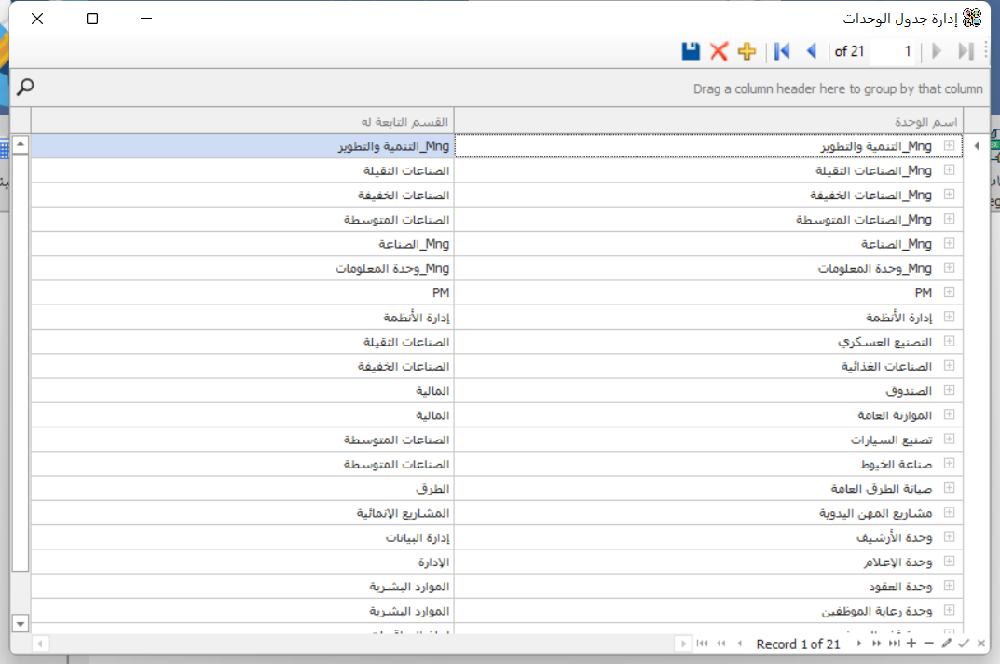 إدارة جدول الوحدات
1 of 21
Drag a column header here to group by that column
اسم الوحدة القسم التابعة له
Mng_التنمية والتطوير Mng_التنمية والتطوير
Mng_الصناعات الثقيلة الصناعات الثقيلة
Mng_الصناعات الخفيفة الصناعات الخفيفة
Mng_الصناعات المتوسطة الصناعات المتوسطة
Mng_الصناعة Mng_الصناعة
Mng_وحدة المعلومات Mng_وحدة المعلومات
PM PM
إدارة الأنظمة إدارة الأنظمة
التصنيع العسكري الصناعات الثقيلة
الصناعات الغذائية الصناعات الخفيفة
الصندوق المالية
الموازنة العامة المالية
تصنيع السيارات الصناعات المتوسطة
صناعة الخيوط الصناعات المتوسطة
صيانة الطرق العامة الطرق
مشاريع المهن اليدوية المشاريع الإنمائية
وحدة الأرشيف إدارة البيانات
وحدة الإعلام الإدارة
وحدة العقود الموارد البشرية
وحدة رعاية الموظفين الموارد البشرية
Record 1 of 21